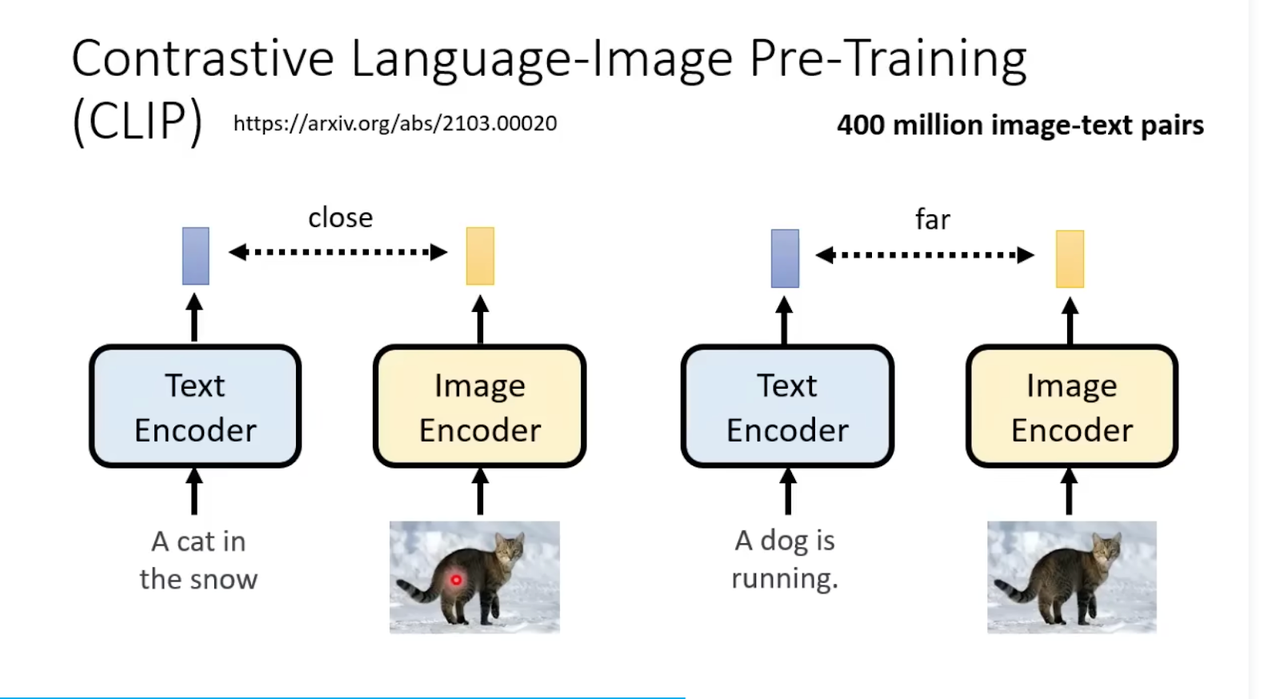 Contrastive Language-Image Pre-Training
(CLIP) https://arxiv.org/abs/2103.00020 400 million image-text pairs
close
far
Text
Encoder
Image
Encoder
Text
Encoder
Image
Encoder
A cat in
the snow
A dog is
running.